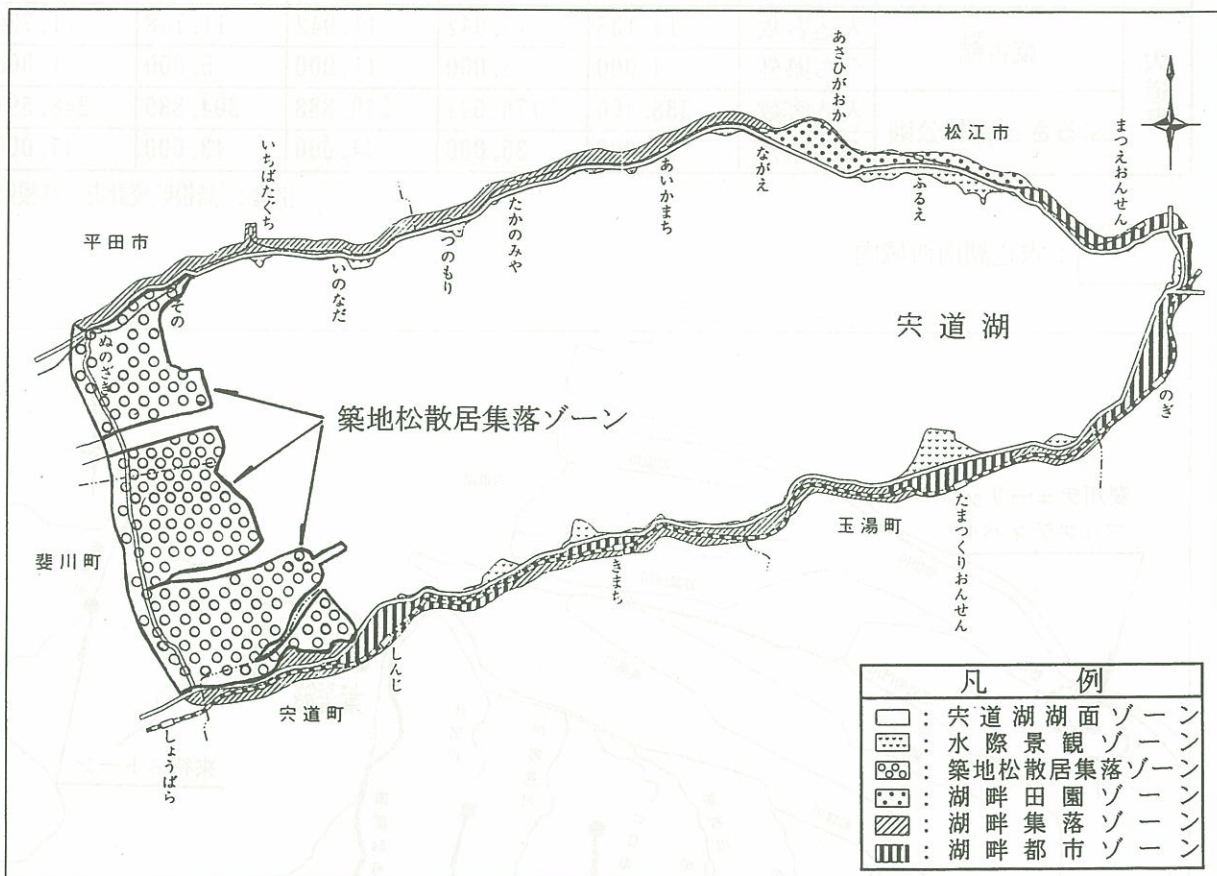 あさひがおか
松江市
まつえおんせん
ながえ
ふるえ
あいかまち
たかのみや
つのもり
いのなだ
いちばたぐち
平田市
その
ぬのざき
宍道湖
築地松散居集落ゾーン
のぎ
斐川町
玉湯町
たまつくりおんせん
きまち
しんじ
宍道町
しょうばら
凡例
: 宍道湖湖面ゾーン
: 水際景観ゾーン
: 築地松散居集落ゾーン
: 湖畔田園ゾーン
: 湖畔集落ゾーン
: 湖畔都市ゾーン